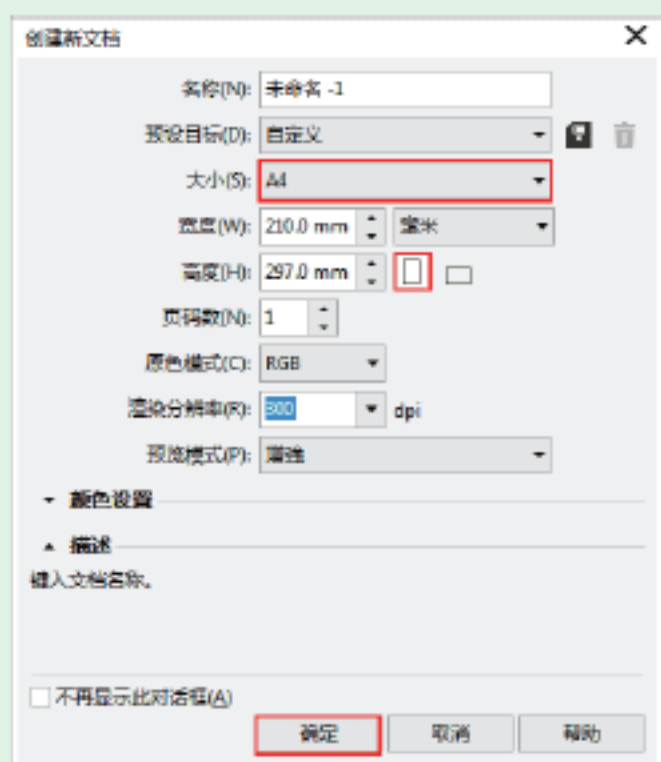 创建新文档
名称(N): 未命名 -1
预设目标(D): 自定义
大小(S): A4
宽度(W): 210.0 mm 毫米
高度(H): 297.0 mm
页码数(N): 1
原色模式(C): RGB
渲染分辨率(R): 300 dpi
预览模式(P): 增强
颜色设置
描述
键入文档名称。
不再显示此对话框(A)
确定 取消 帮助